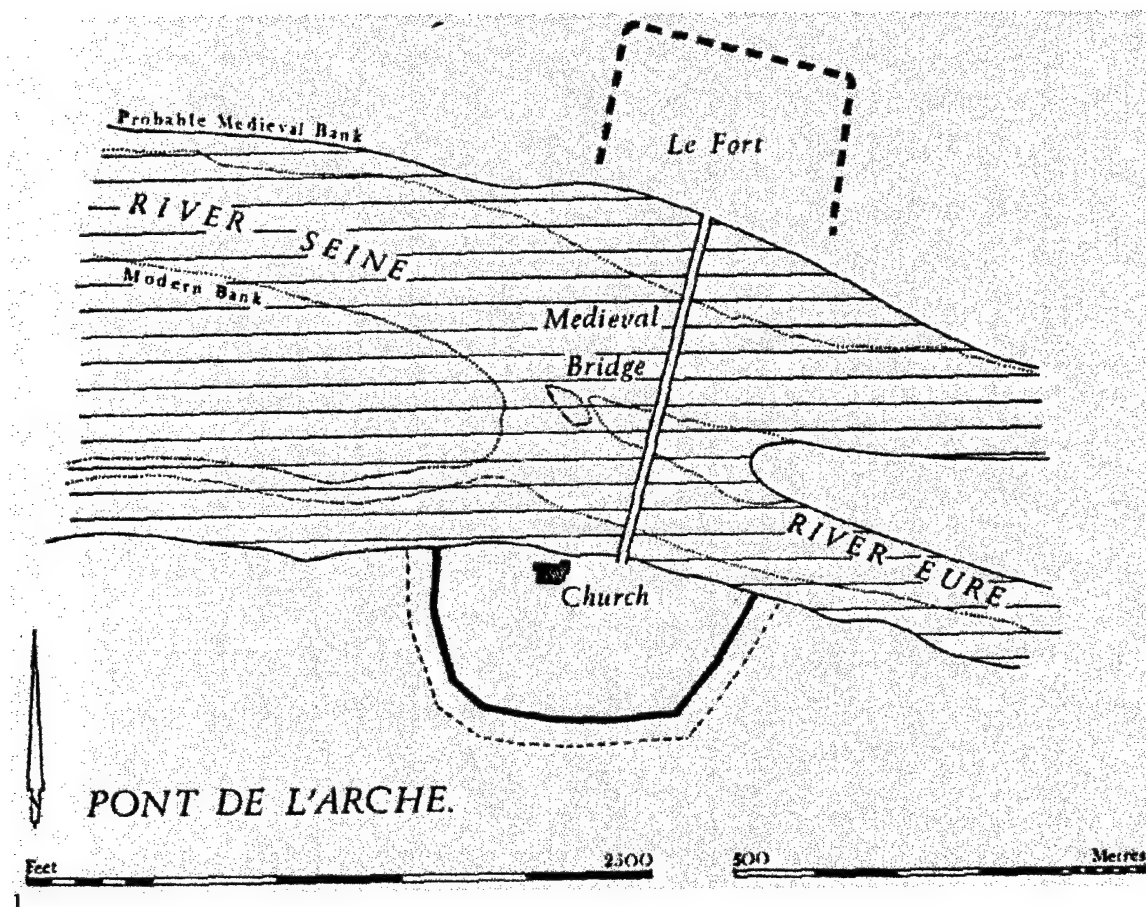 Le Fort
Probable Medieval Bank
RIVER SEINE
Modern Bank
Medieval
Bridge
RIVER EURE
Church
PONT DE L'ARCHE.
Feet 2300 500 Metres
1